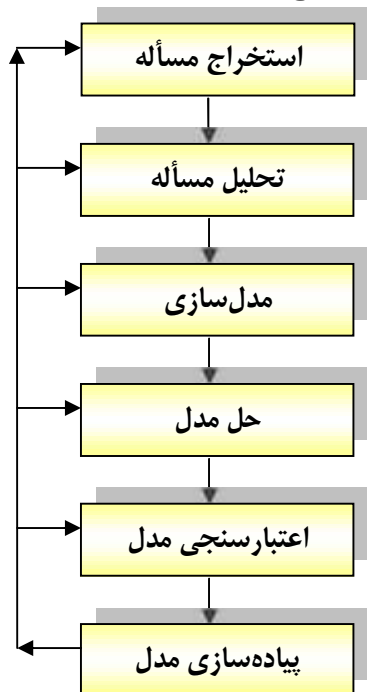 استخراج مسأله
تحلیل مسأله
مدل‌سازی
حل مدل
اعتبارسنجی مدل
پیاده‌سازی مدل